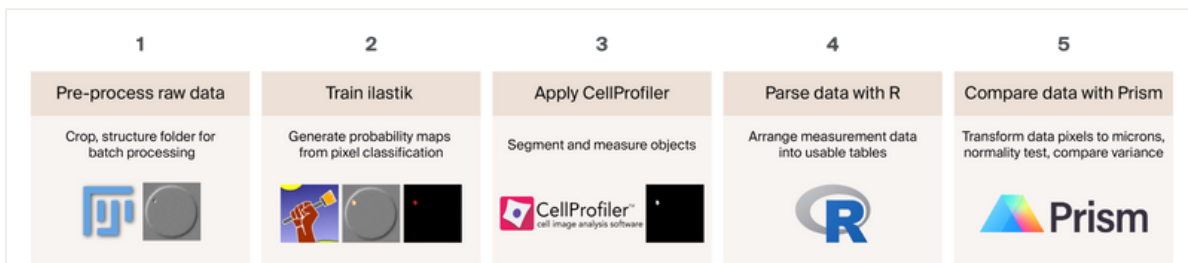 1
2
3
4
5
Pre-process raw data
Train ilastik
Apply CellProfiler
Parse data with R
Compare data with Prism
Crop, structure folder for
batch processing
Generate probability maps
from pixel classification
Segment and measure objects
Arrange measurement data
into usable tables
Transform data pixels to microns,
normality test, compare variance
CellProfiler™
cell image analysis software
R
Prism